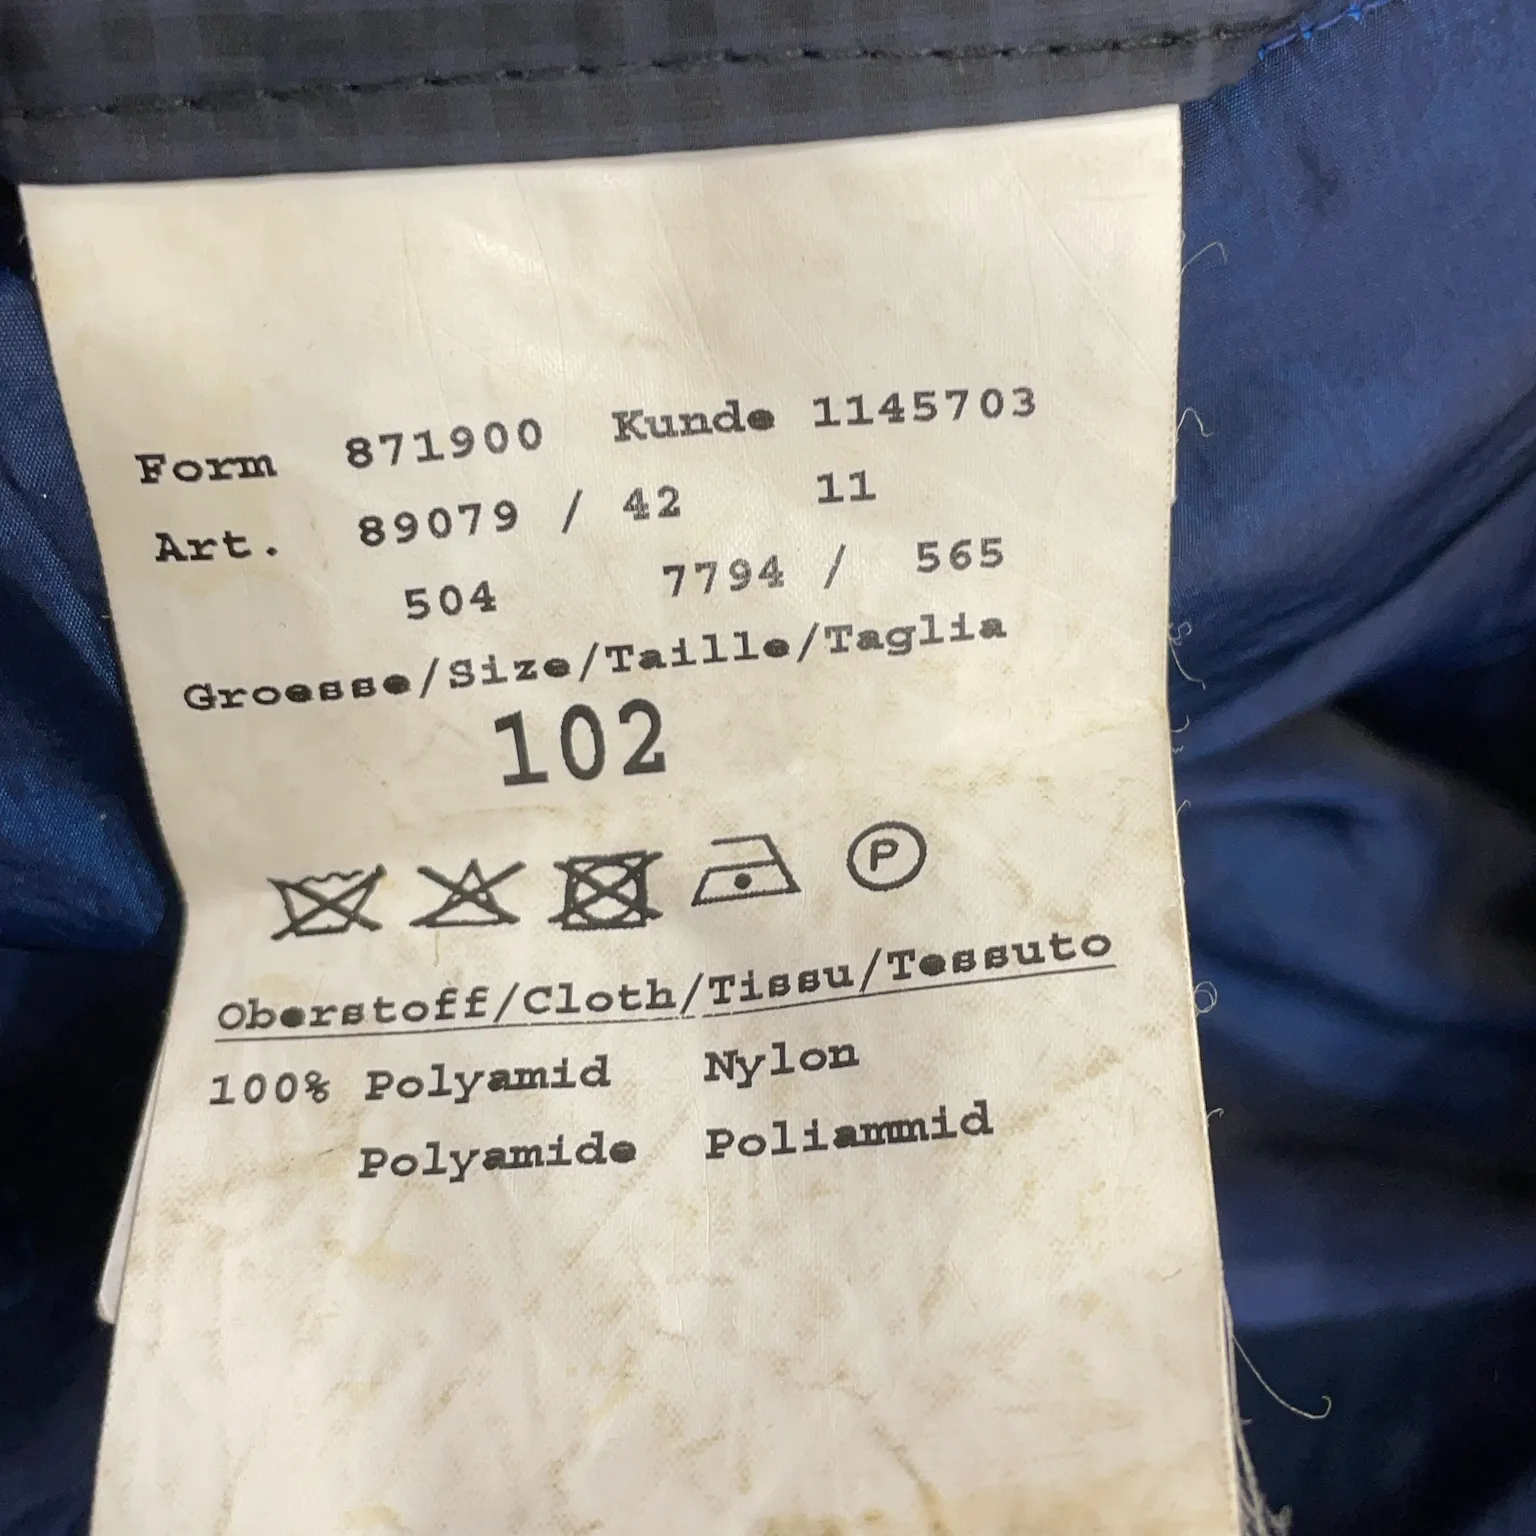 Form 871900 Kunde 1145703
Art. 89079 / 42 11
504 7794 / 565
Groesse/Size/Taille/Taglia
102
P
Oberstoff/Cloth/Tissu/Tessuto
100% Polyamid Nylon
Polyamide Poliammid